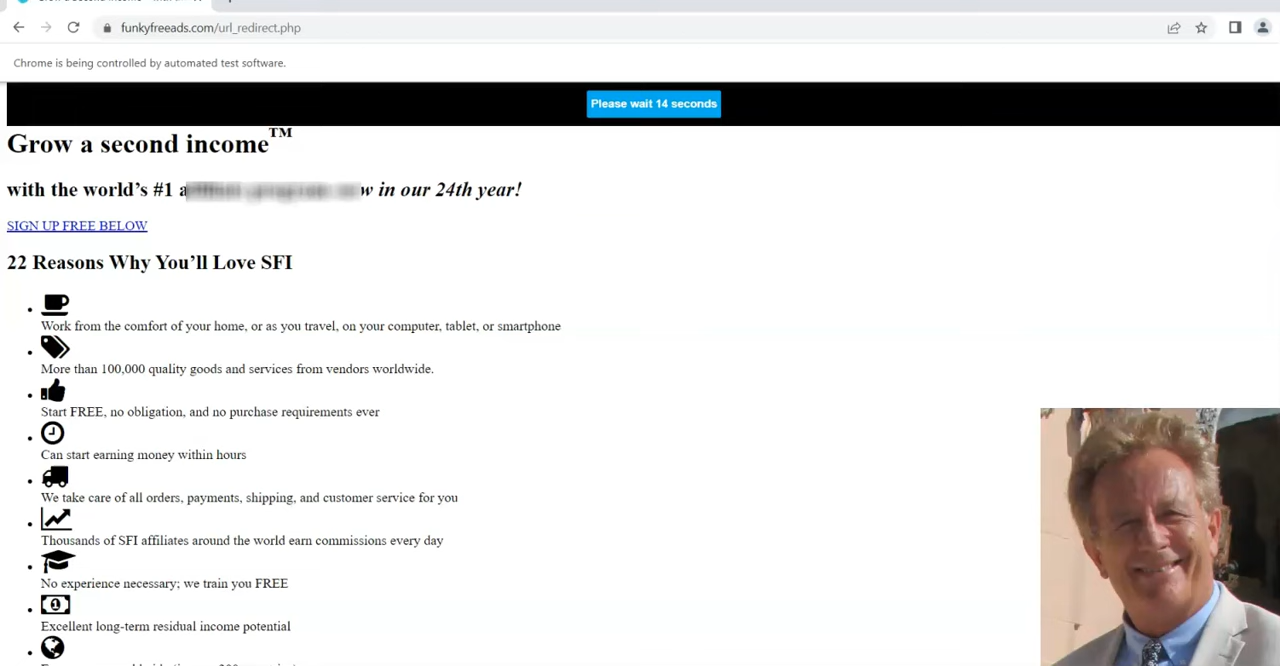 funkyfreeads.com/url_redirect.php
Chrome is being controlled by automated test software.
Please wait 14 seconds
Grow a second income™
with the world’s #1 w in our 24th year!
SIGN UP FREE BELOW
22 Reasons Why You’ll Love SFI
Work from the comfort of your home, or as you travel, on your computer, tablet, or smartphone
More than 100,000 quality goods and services from vendors worldwide.
Start FREE, no obligation, and no purchase requirements ever
Can start earning money within hours
We take care of all orders, payments, shipping, and customer service for you
Thousands of SFI affiliates around the world earn commissions every day
No experience necessary; we train you FREE
Excellent long-term residual income potential